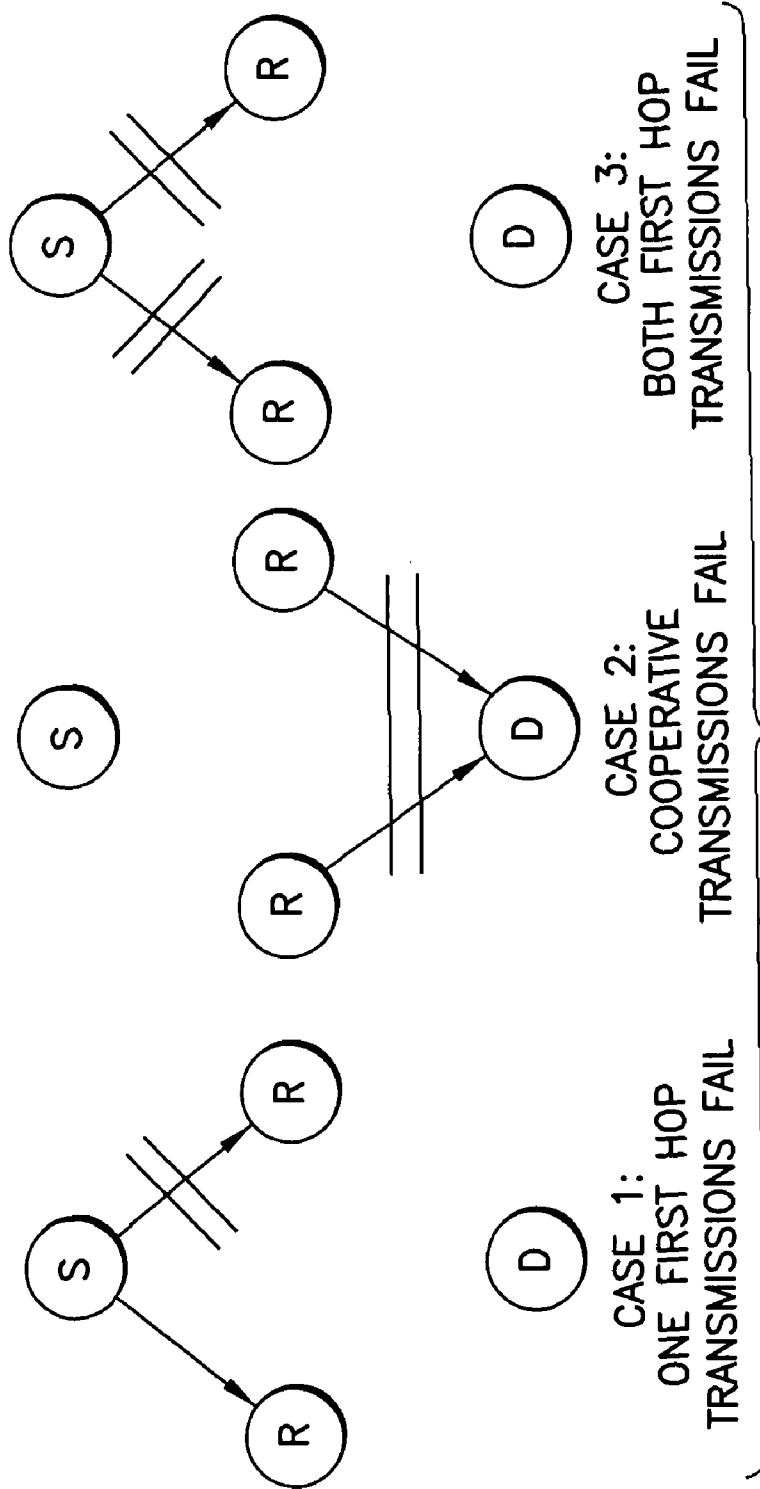 S
R
R
D
CASE 1:
ONE FIRST HOP
TRANSMISSIONS FAIL
S
R
R
D
CASE 2:
COOPERATIVE
TRANSMISSIONS FAIL
S
R
R
D
CASE 3:
BOTH FIRST HOP
TRANSMISSIONS FAIL